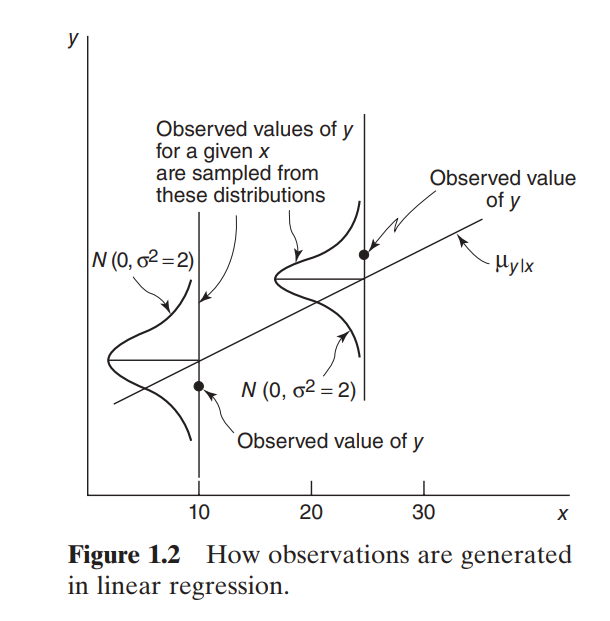 y
Observed values of y
for a given x
are sampled from
these distributions
Observed value
of y
N (0, σ² = 2)
μy|x
N (0, σ² = 2)
Observed value of y
10 20 30 x
Figure 1.2 How observations are generated
in linear regression.